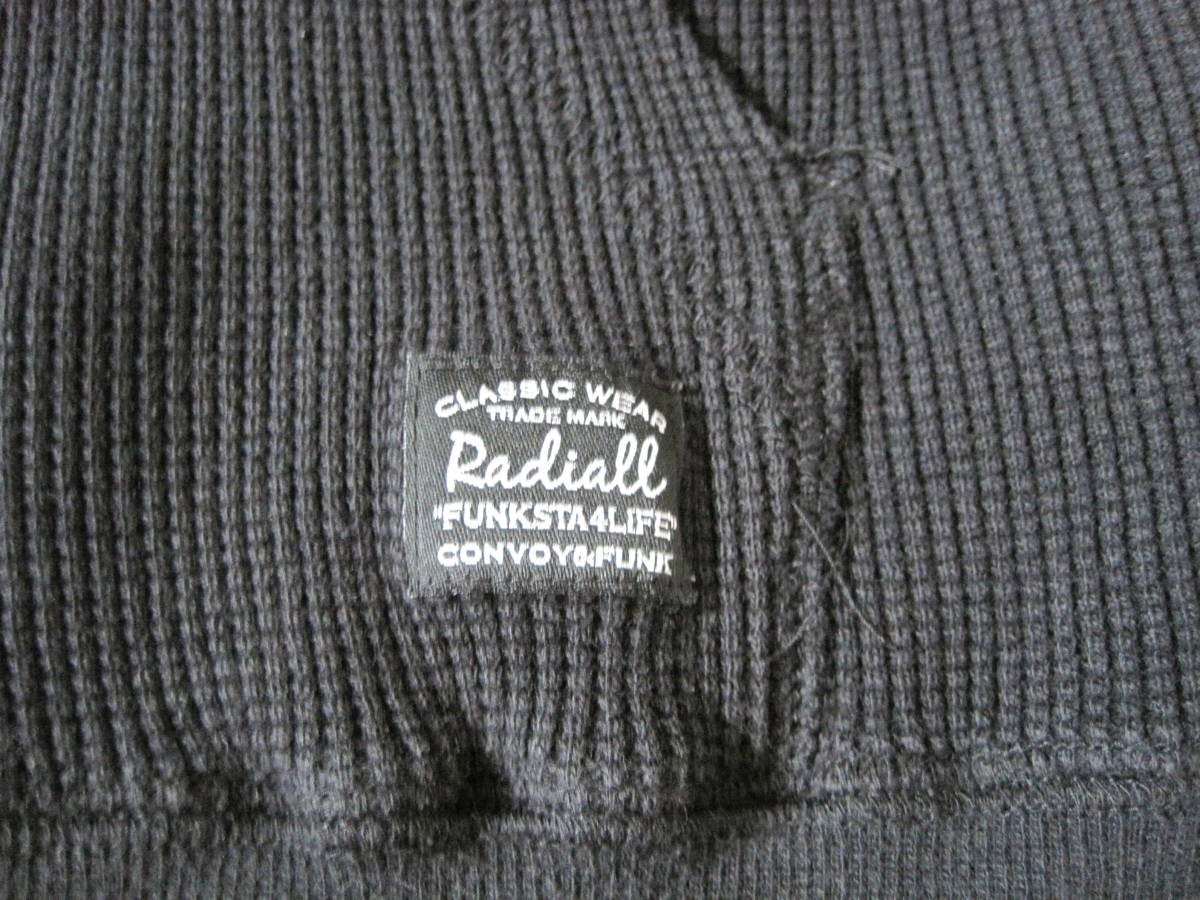 CLASSIC WEAR
TRADE MARK
Radiall
"FUNKSTA4LIFE"
CONVOY of FUNK